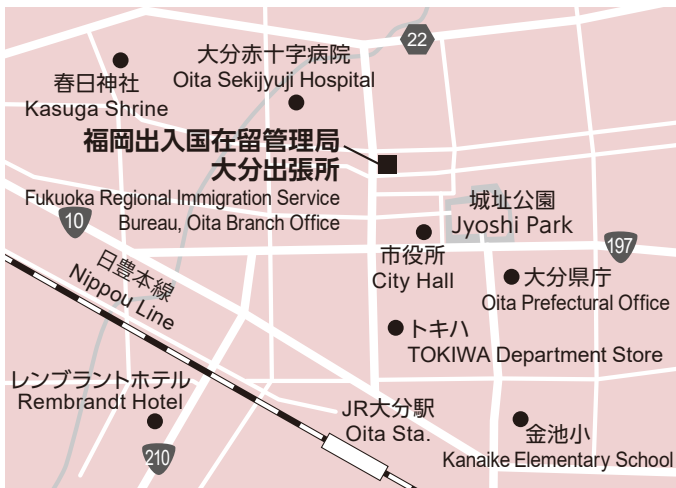 22
大分赤十字病院
Oita Sekijyuji Hospital
春日神社
Kasuga Shrine
福岡出入国在留管理局
大分出張所
Fukuoka Regional Immigration Service
Bureau, Oita Branch Office
10
城址公園
Jyoshi Park
197
市役所
City Hall
大分県庁
Oita Prefectural Office
日豊本線
Nippou Line
トキハ
TOKIWA Department Store
レンブラントホテル
Rembrandt Hotel
210
JR大分駅
Oita Sta.
金池小
Kanaike Elementary School